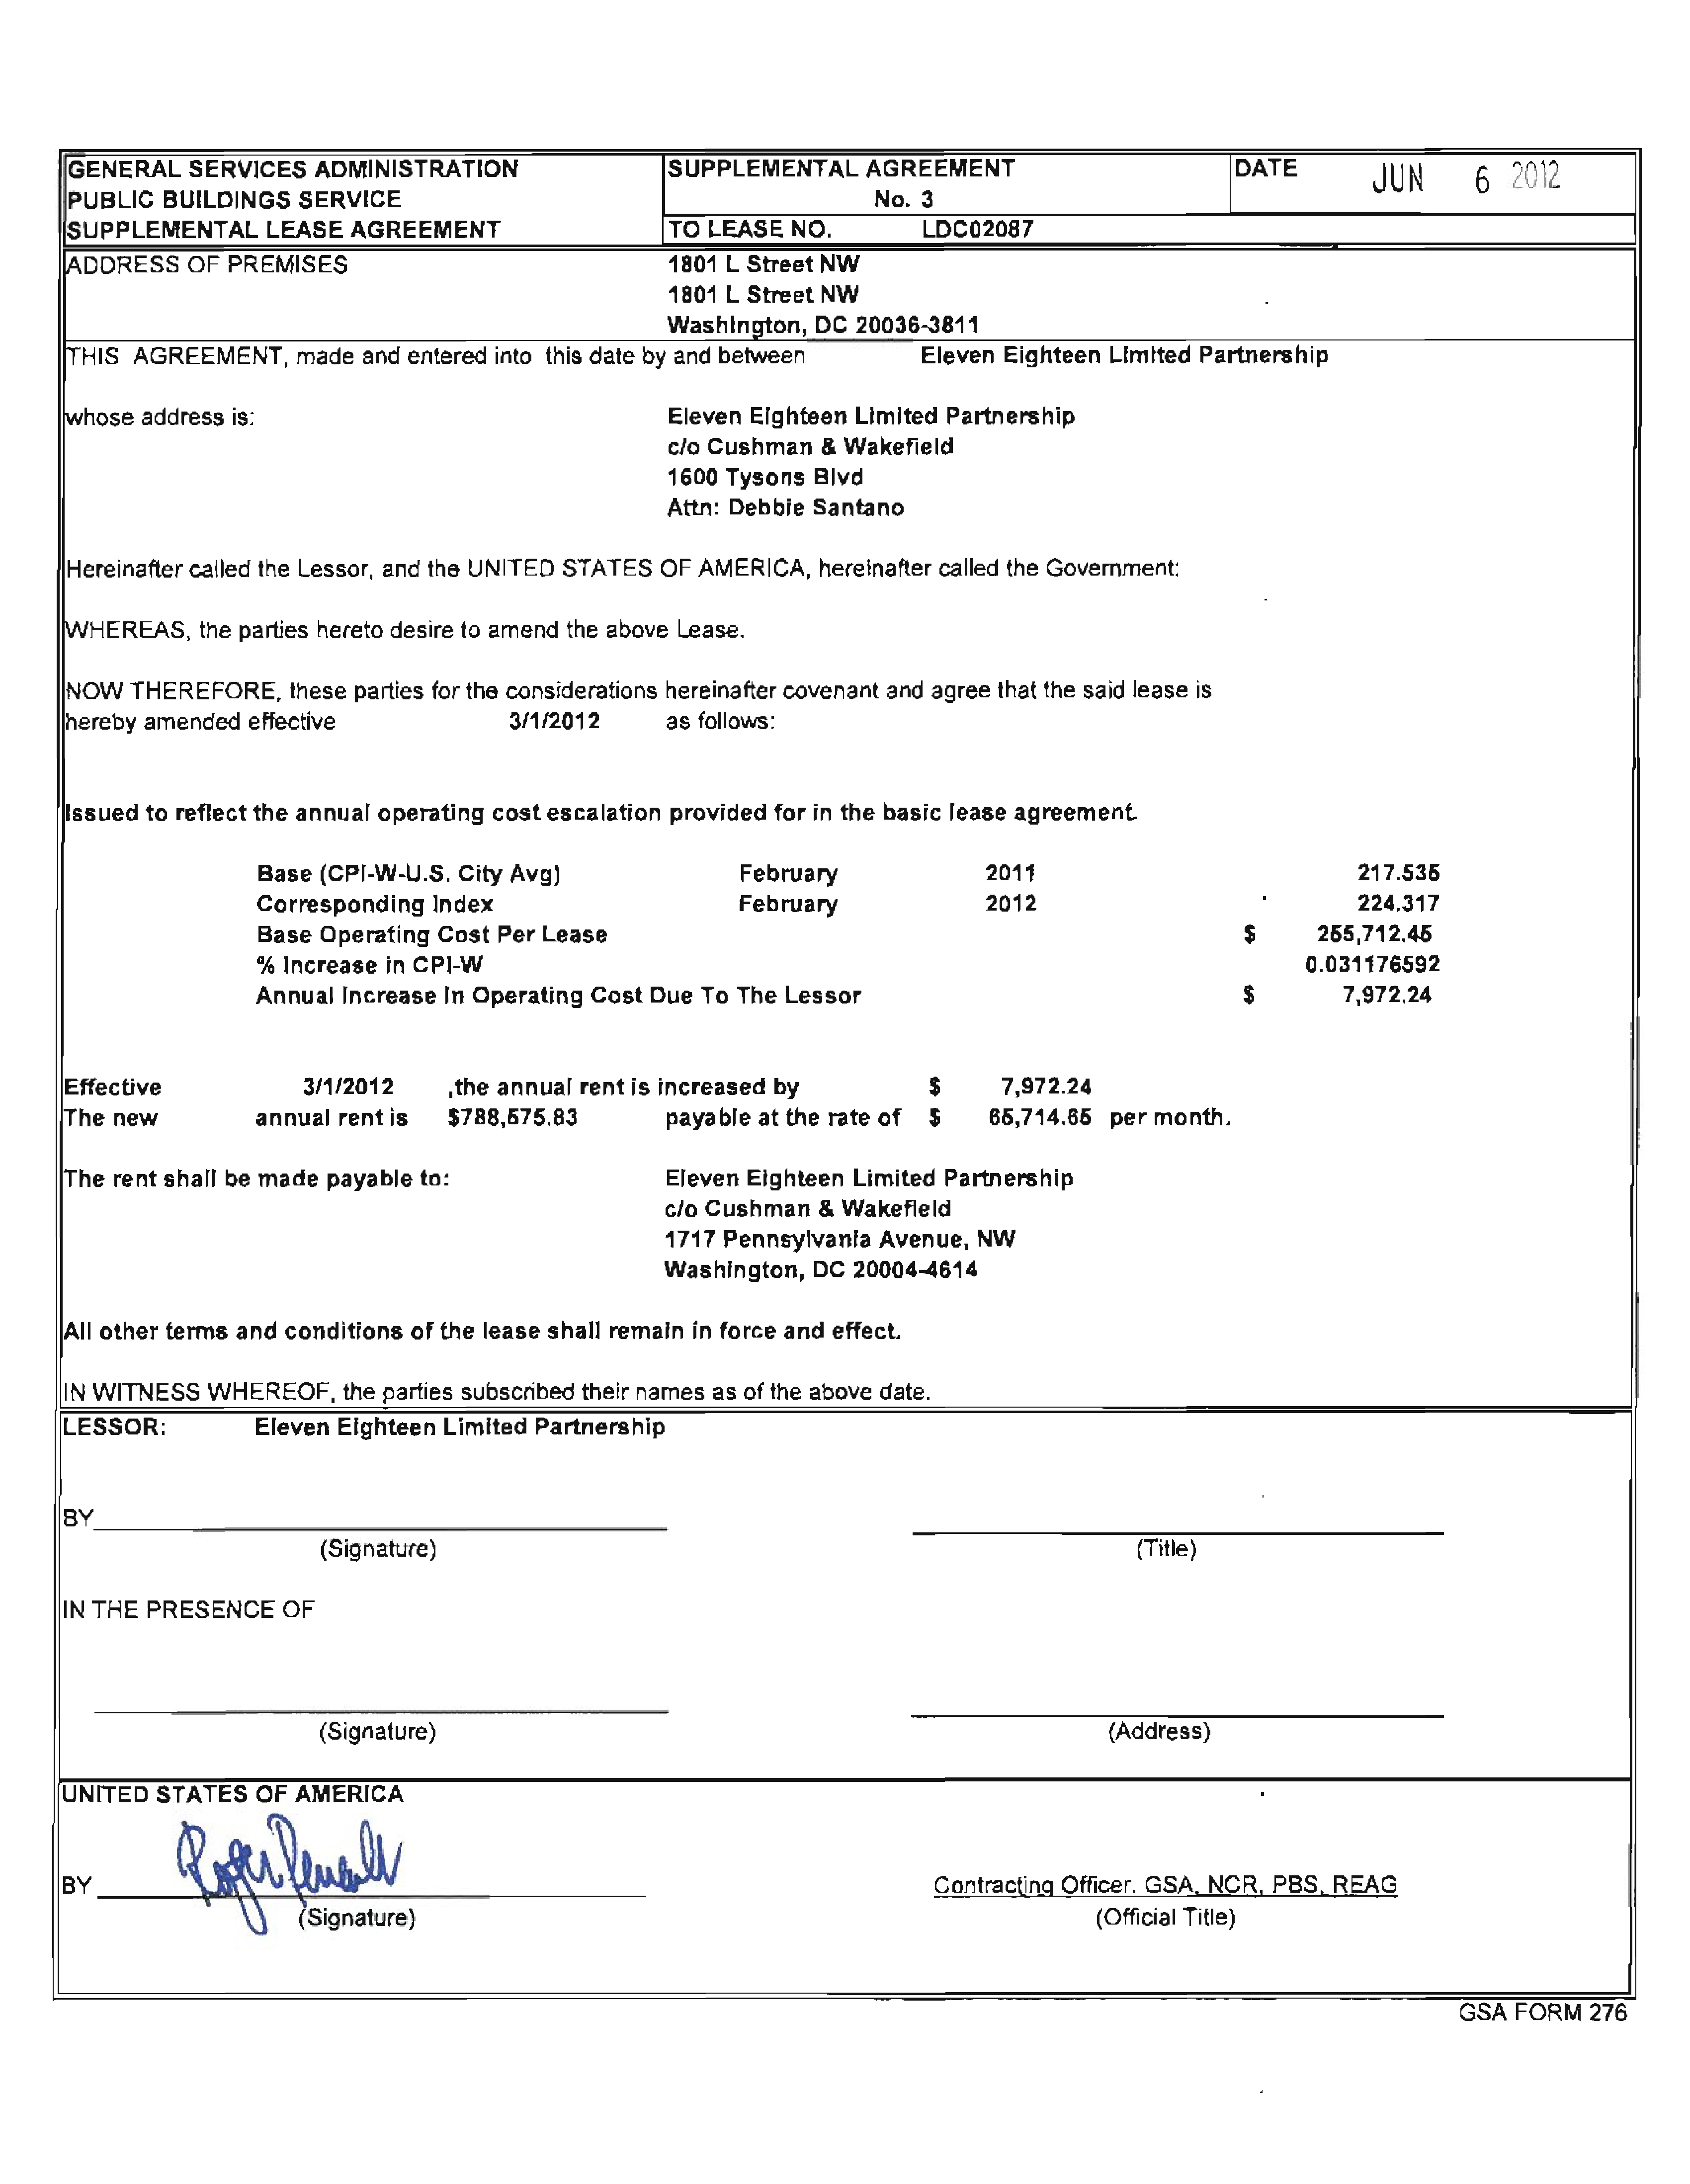 GENERAL SERVICES ADMINISTRATION
PUBLIC BUILDINGS SERVICE
SUPPLEMENTAL LEASE AGREEMENT
SUPPLEMENTAL AGREEMENT
No. 3
DATE JUN 6 2012
TO LEASE NO. LDC02087
ADDRESS OF PREMISES 1801 L Street NW
1801 L Street NW
Washington, DC 20036-3811
THIS AGREEMENT, made and entered into this date by and between Eleven Eighteen Limited Partnership
whose address is: Eleven Eighteen Limited Partnership
c/o Cushman & Wakefield
1600 Tysons Blvd
Attn: Debbie Santano
Hereinafter called the Lessor, and the UNITED STATES OF AMERICA, hereinafter called the Government:
WHEREAS, the parties hereto desire to amend the above Lease.
NOW THEREFORE, these parties for the considerations hereinafter covenant and agree that the said lease is
hereby amended effective 3/1/2012 as follows:
Issued to reflect the annual operating cost escalation provided for in the basic lease agreement.
Base (CPI-W-U.S. City Avg) February 2011 217.535
Corresponding Index February 2012 224.317
Base Operating Cost Per Lease $ 255,712.45
% Increase in CPI-W 0.031176592
Annual Increase In Operating Cost Due To The Lessor $ 7,972.24
Effective 3/1/2012 ,the annual rent is increased by $ 7,972.24
The new annual rent is $788,575.83 payable at the rate of $ 65,714.65 per month.
The rent shall be made payable to: Eleven Eighteen Limited Partnership
c/o Cushman & Wakefield
1717 Pennsylvania Avenue, NW
Washington, DC 20004-4614
All other terms and conditions of the lease shall remain in force and effect.
IN WITNESS WHEREOF, the parties subscribed their names as of the above date.
LESSOR: Eleven Eighteen Limited Partnership
BY
(Signature) (Title)
IN THE PRESENCE OF
(Signature) (Address)
UNITED STATES OF AMERICA
BY Roger Contracting Officer. GSA, NCR, PBS, REAG
(Signature) (Official Title)
GSA FORM 276